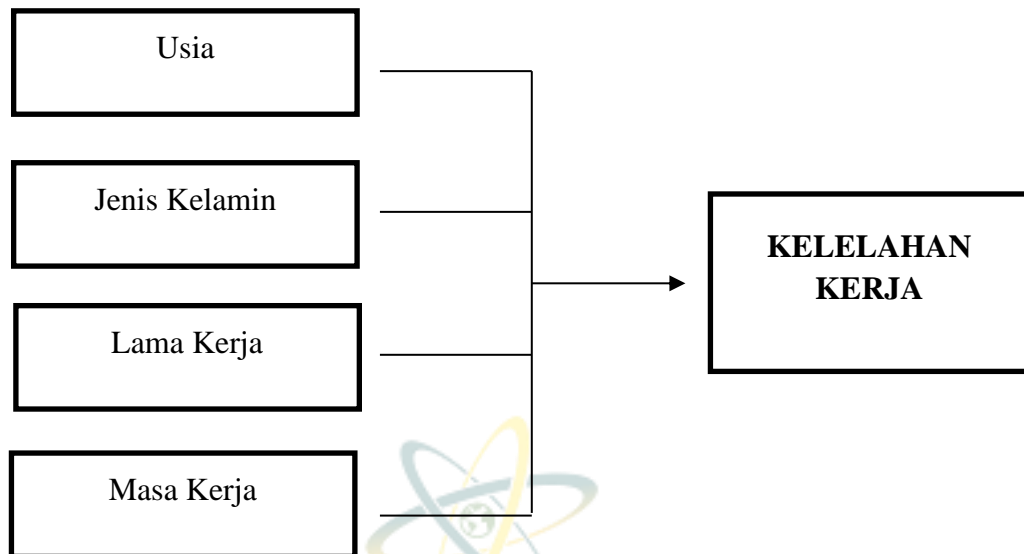 Usia
Jenis Kelamin
Lama Kerja
Masa Kerja
KELELAHAN
KERJA